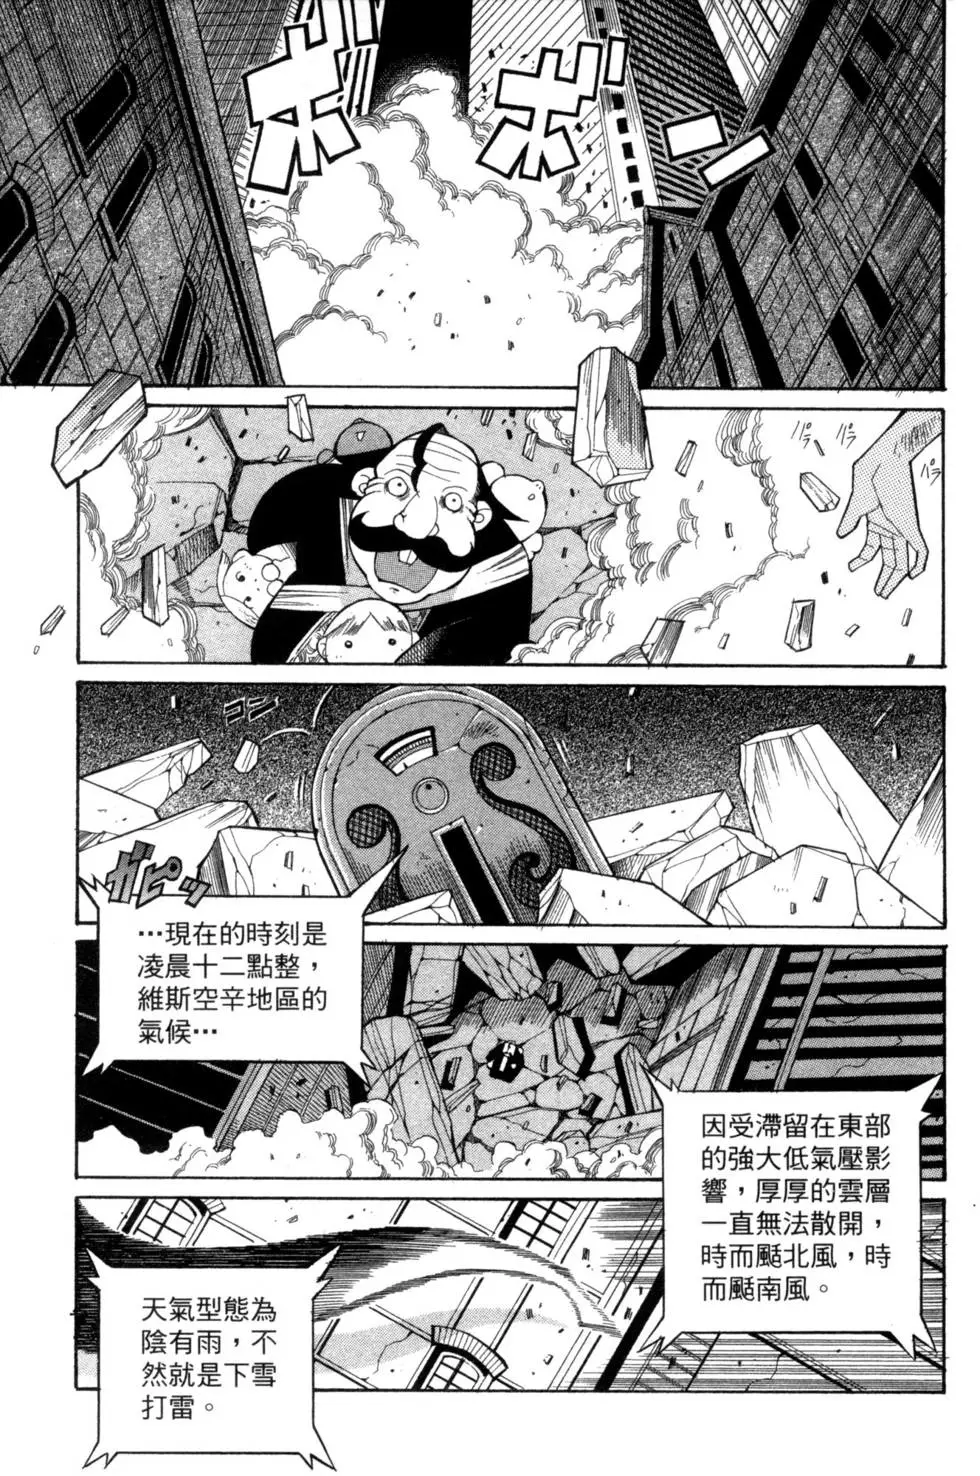 ボボン
パラ
パラ
パラ
コン
ガピッ
…現在的時刻是
凌晨十二點整，
維斯空辛地區的
氣候…
因受滯留在東部
的強大低氣壓影
響，厚厚的雲層
一直無法散開，
時而颳北風，時
而颳南風。
天氣型態為
陰有雨，不
然就是下雪
打雷。